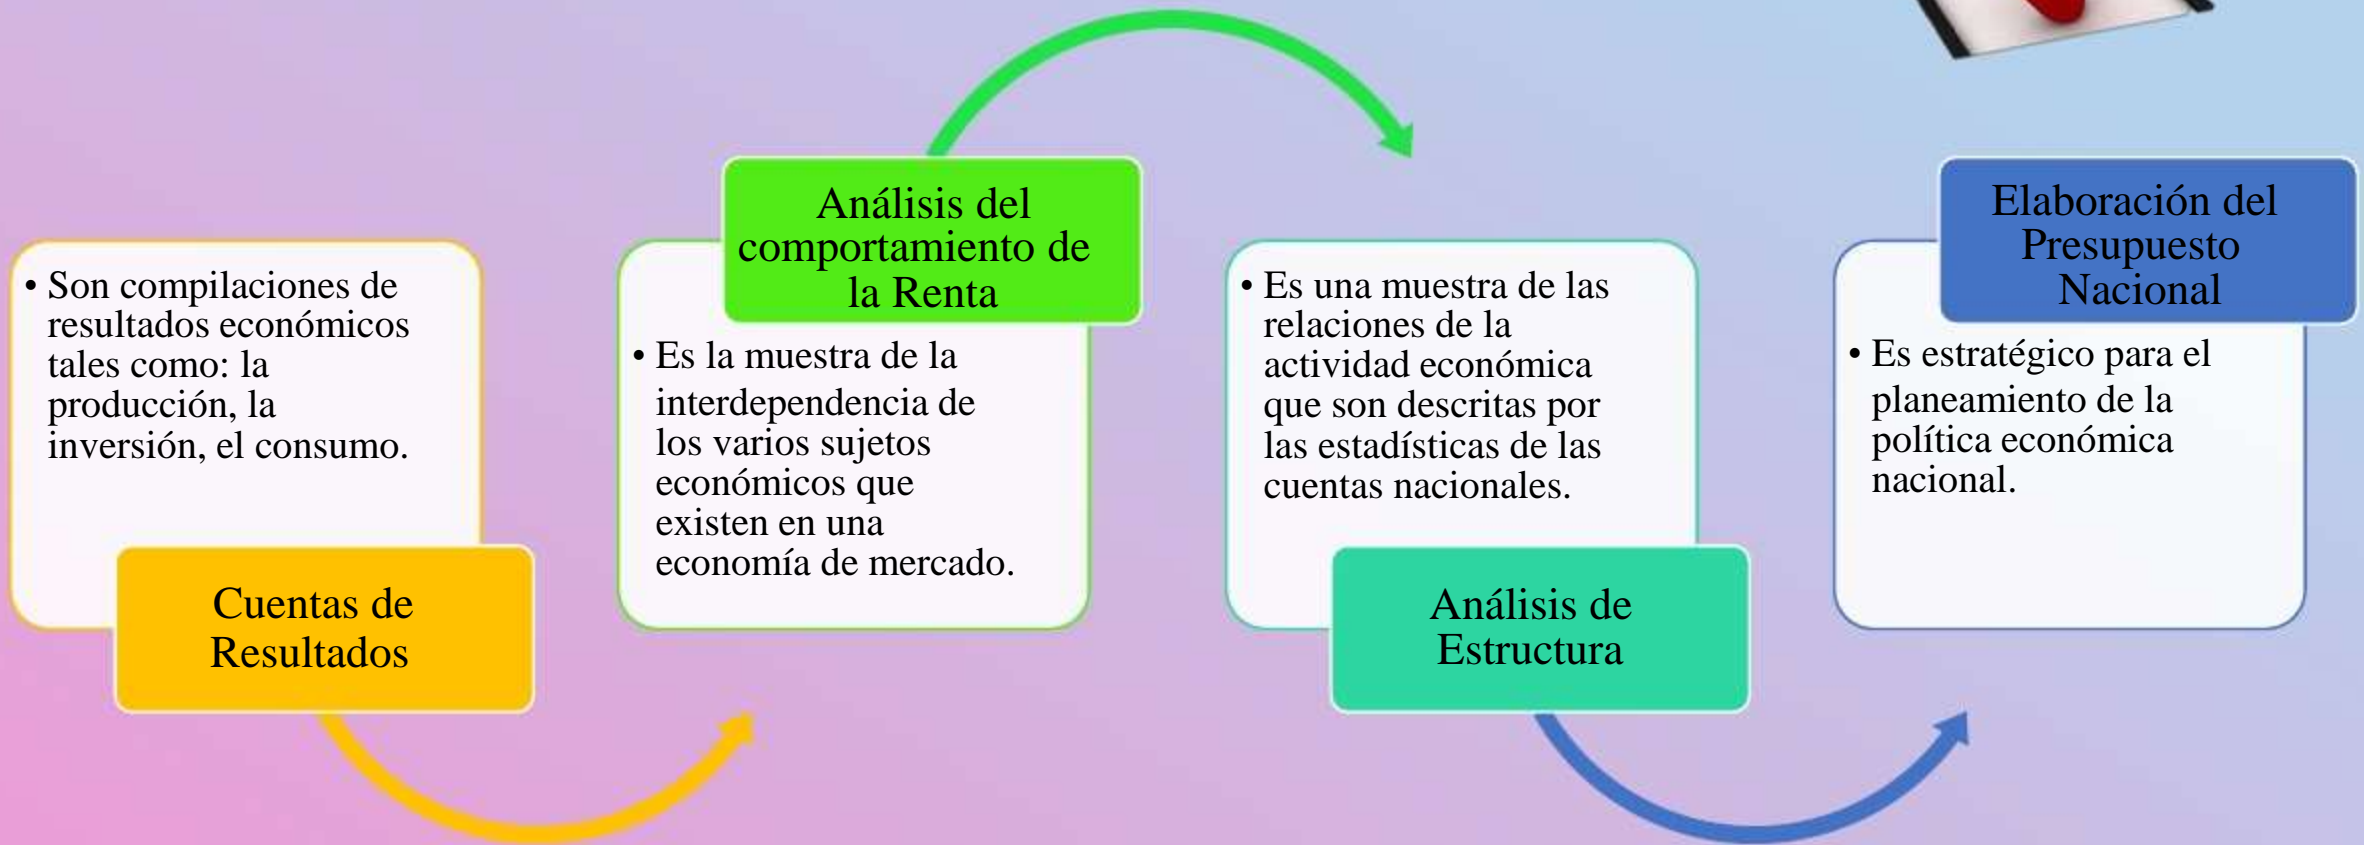 • Son compilaciones de
resultados económicos
tales como: la
producción, la
inversión, el consumo.
Cuentas de
Resultados
Análisis del
comportamiento de
la Renta
• Es la muestra de la
interdependencia de
los varios sujetos
económicos que
existen en una
economía de mercado.
• Es una muestra de las
relaciones de la
actividad económica
que son descritas por
las estadísticas de las
cuentas nacionales.
Análisis de
Estructura
Elaboración del
Presupuesto
Nacional
• Es estratégico para el
planeamiento de la
política económica
nacional.